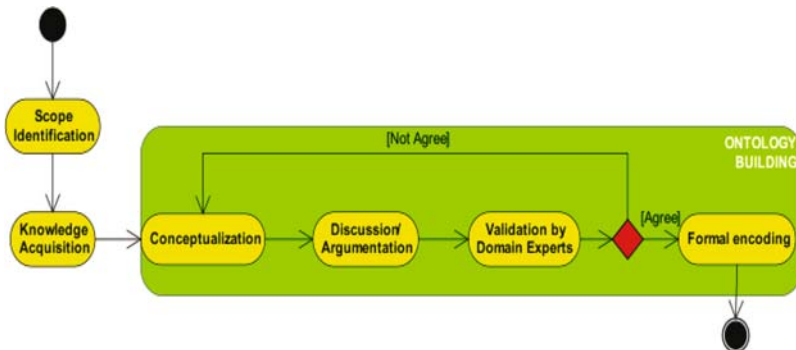 Scope
Identification
[Not Agree]
ONTOLOGY
BUILDING
Knowledge
Acquisition
Conceptualization
Discussion/
Argumentation
Validation by
Domain Experts
[Agree]
Formal encoding